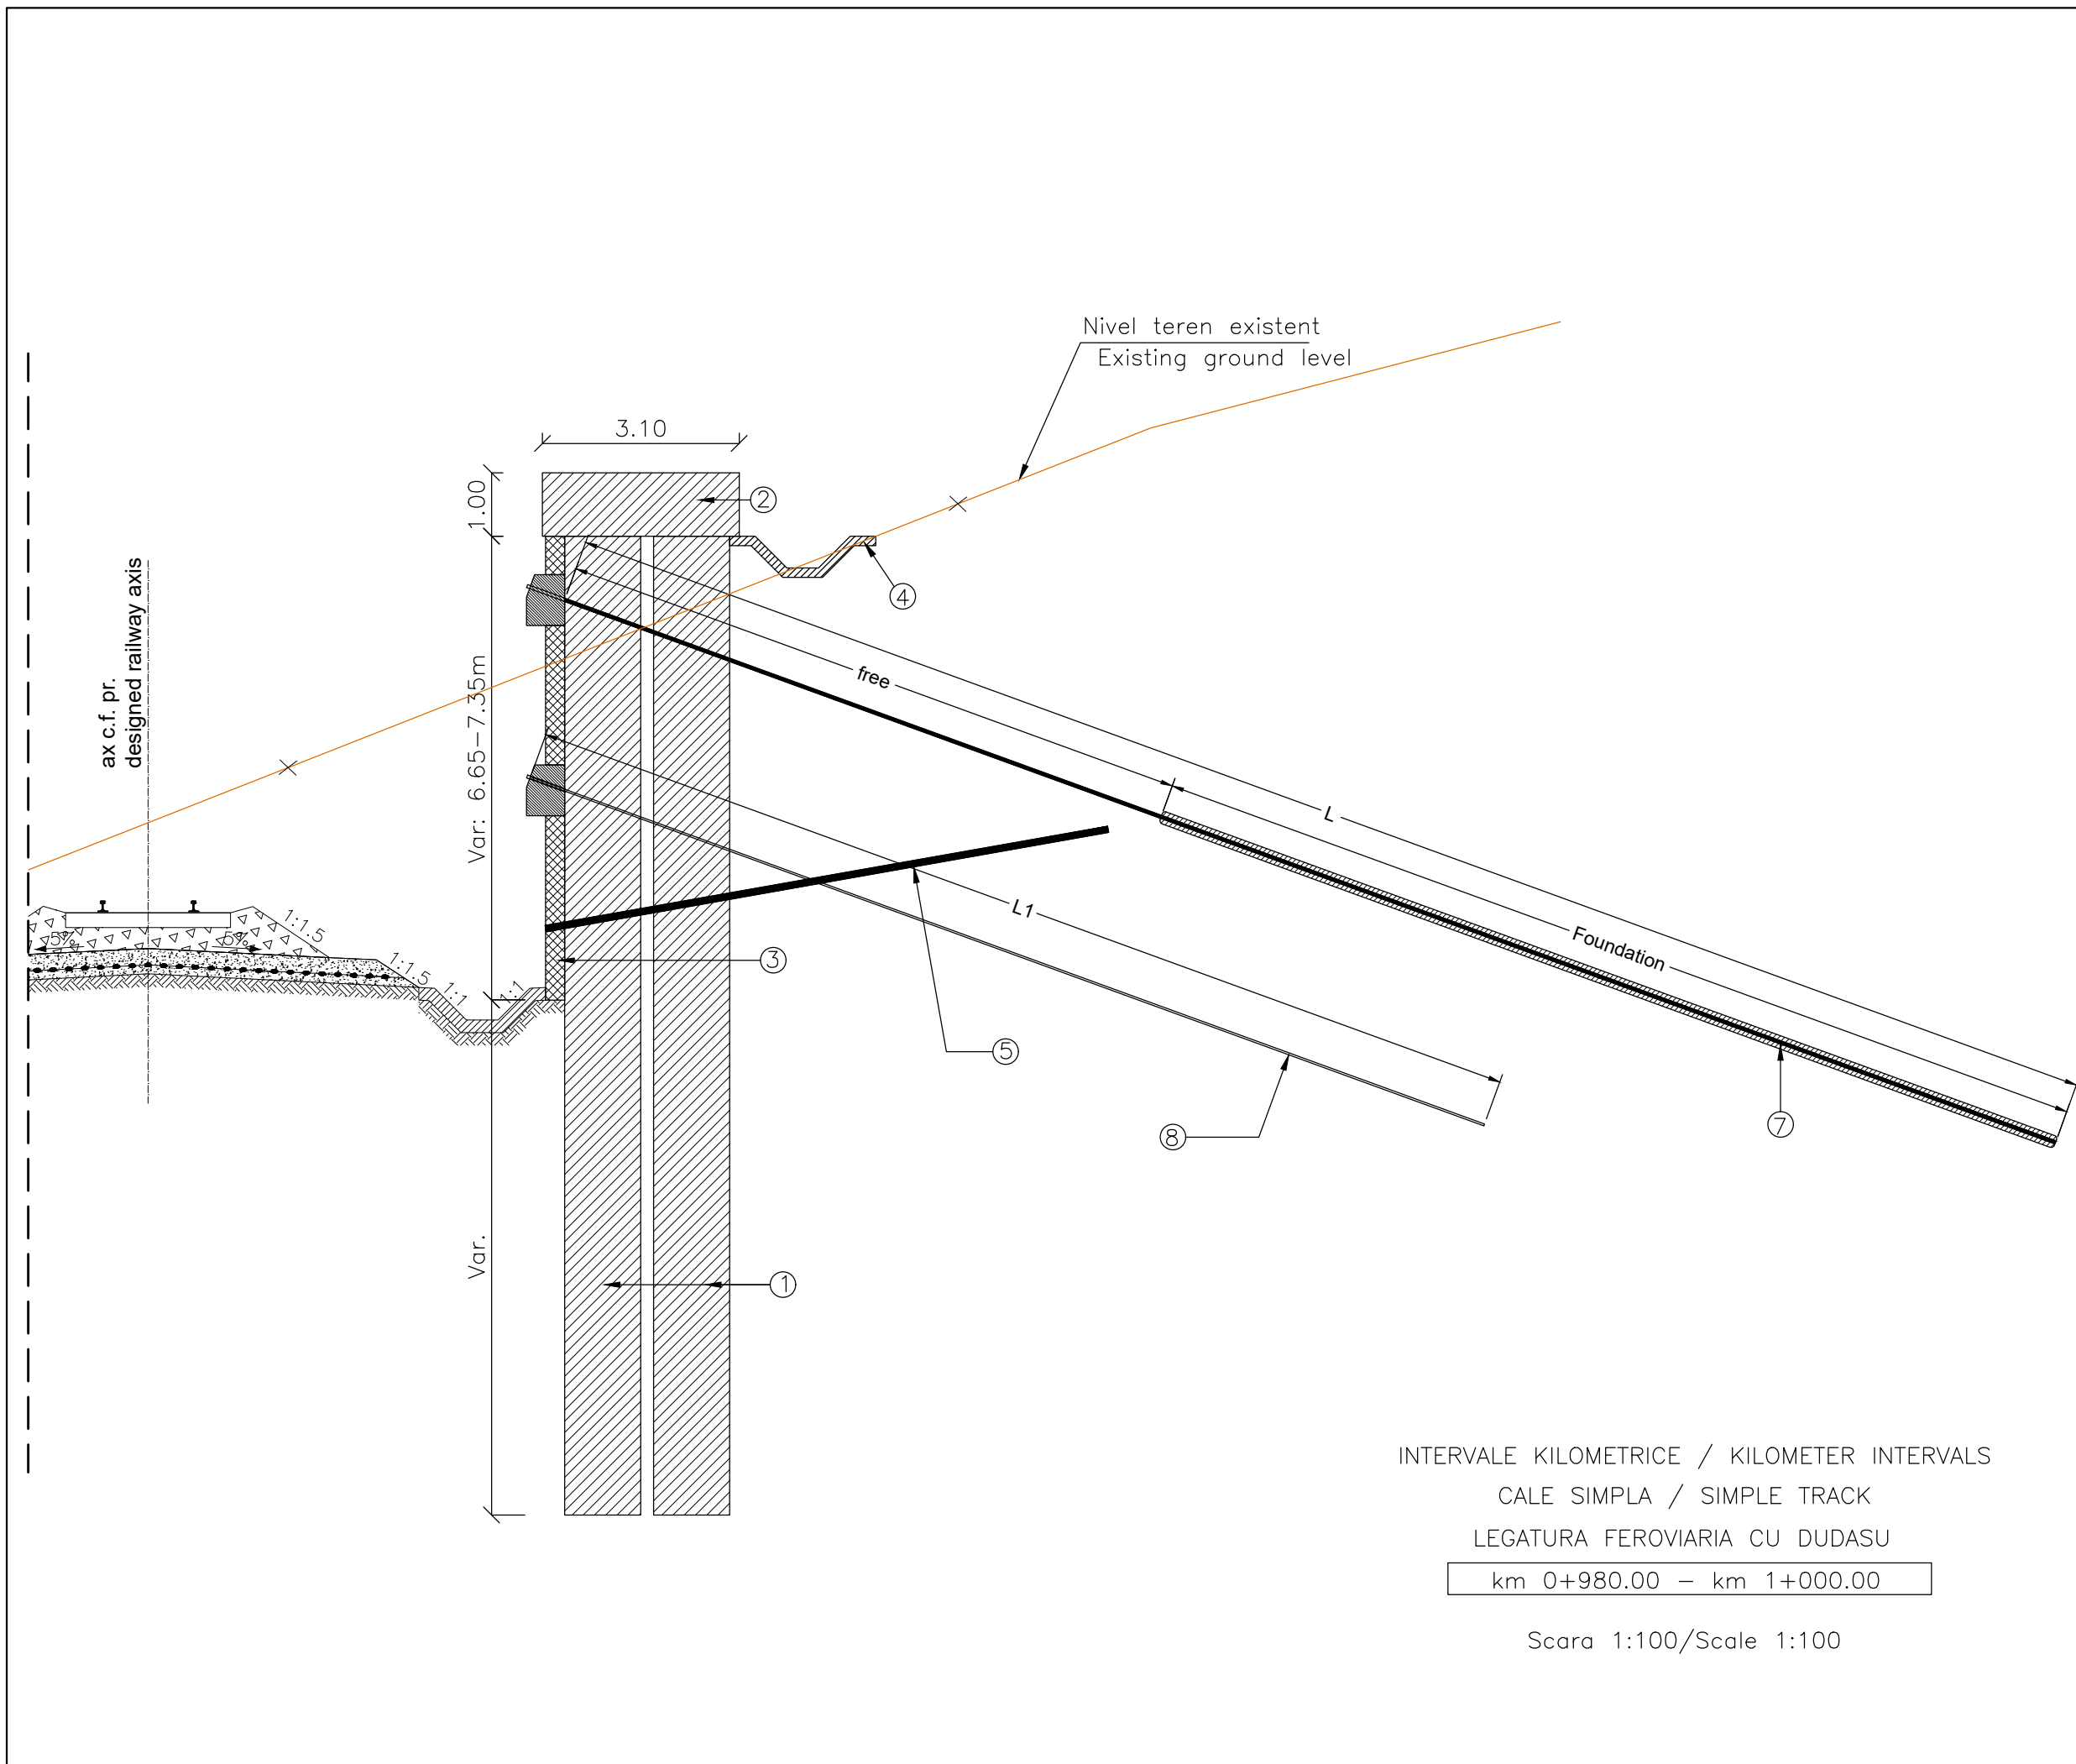 Nivel teren existent
Existing ground level
3.10
1.00
2
4
ax c.f. pr.
designed railway axis
Var: 6.65-7.35m
free
L
L1
Foundation
1:1.5
5%
5%
1:1.5
1:1
1:1
3
5
8
7
Var.
1
INTERVALE KILOMETRICE / KILOMETER INTERVALS
CALE SIMPLA / SIMPLE TRACK
LEGATURA FEROVIARIA CU DUDASU
km 0+980.00 - km 1+000.00
Scara 1:100/Scale 1:100